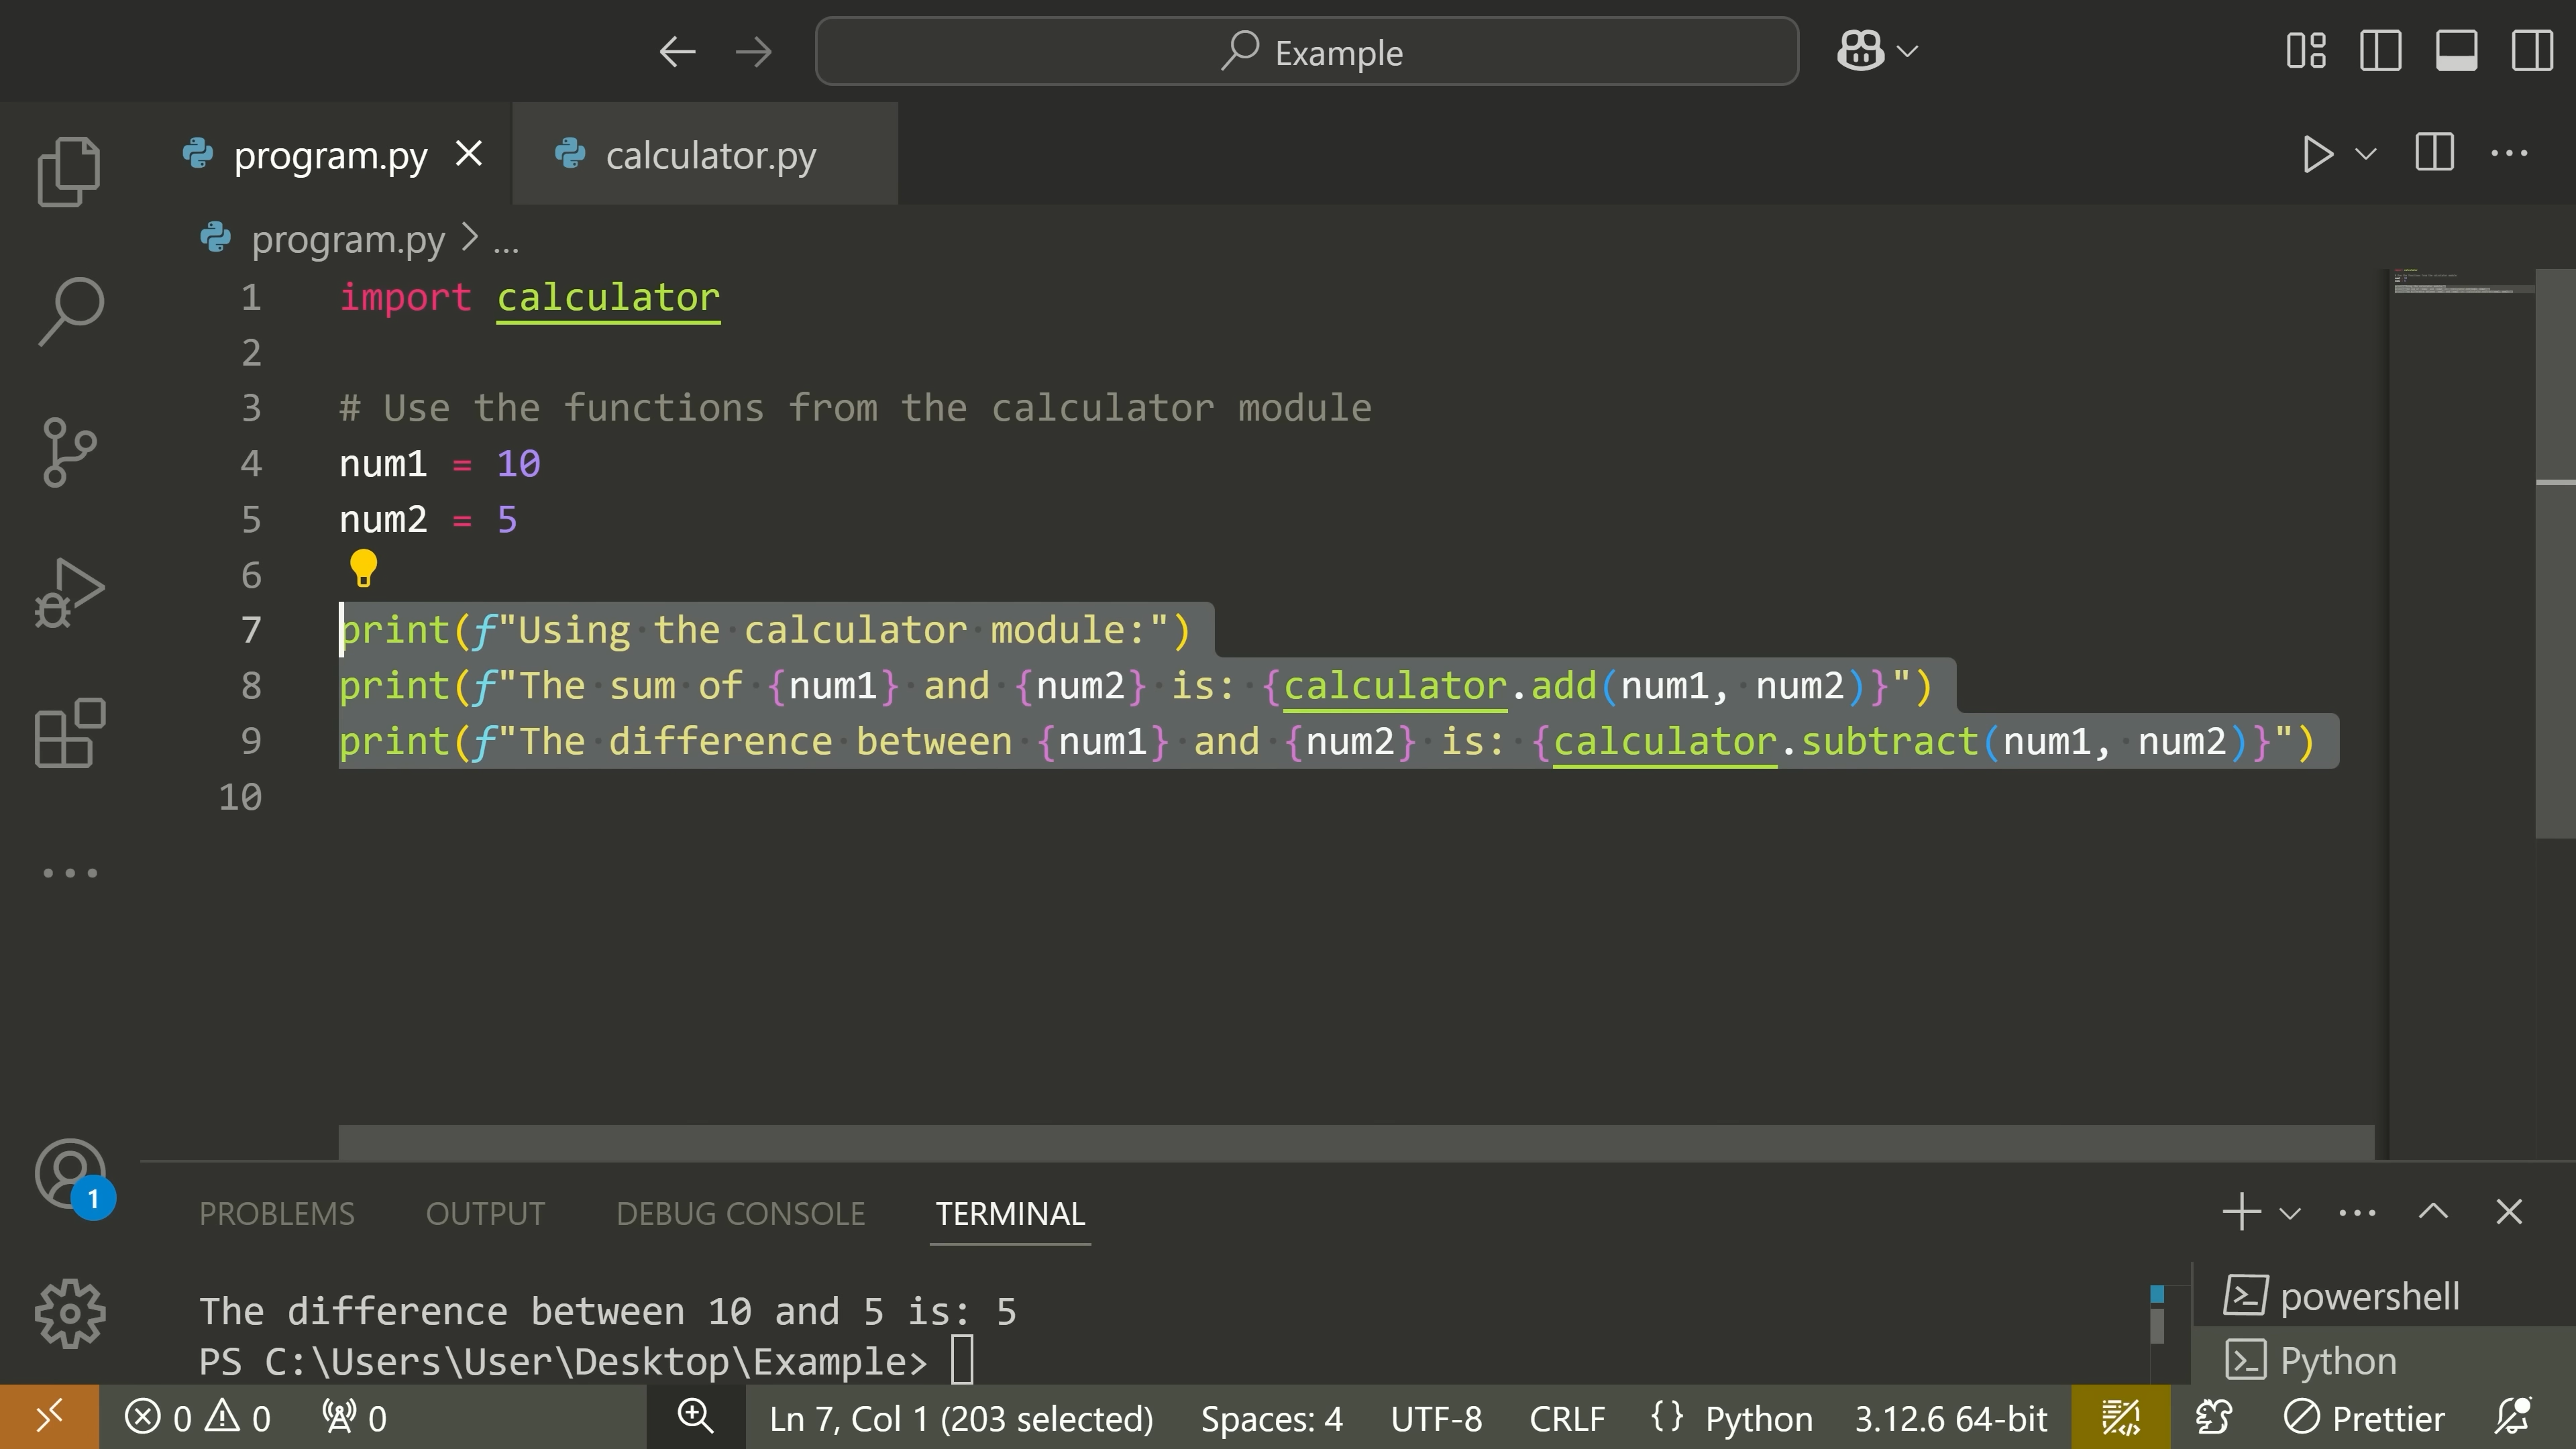 Example
program.py
calculator.py
program.py > ...
1 import calculator
2
3 # Use the functions from the calculator module
4 num1 = 10
5 num2 = 5
6
7 print(f"Using the calculator module:")
8 print(f"The sum of {num1} and {num2} is: {calculator.add(num1, num2)}")
9 print(f"The difference between {num1} and {num2} is: {calculator.subtract(num1, num2)}")
10
1
PROBLEMS OUTPUT DEBUG CONSOLE TERMINAL
The difference between 10 and 5 is: 5
PS C:\Users\User\Desktop\Example>
powershell
Python
0 0 0 Ln 7, Col 1 (203 selected) Spaces: 4 UTF-8 CRLF {} Python 3.12.6 64-bit Prettier